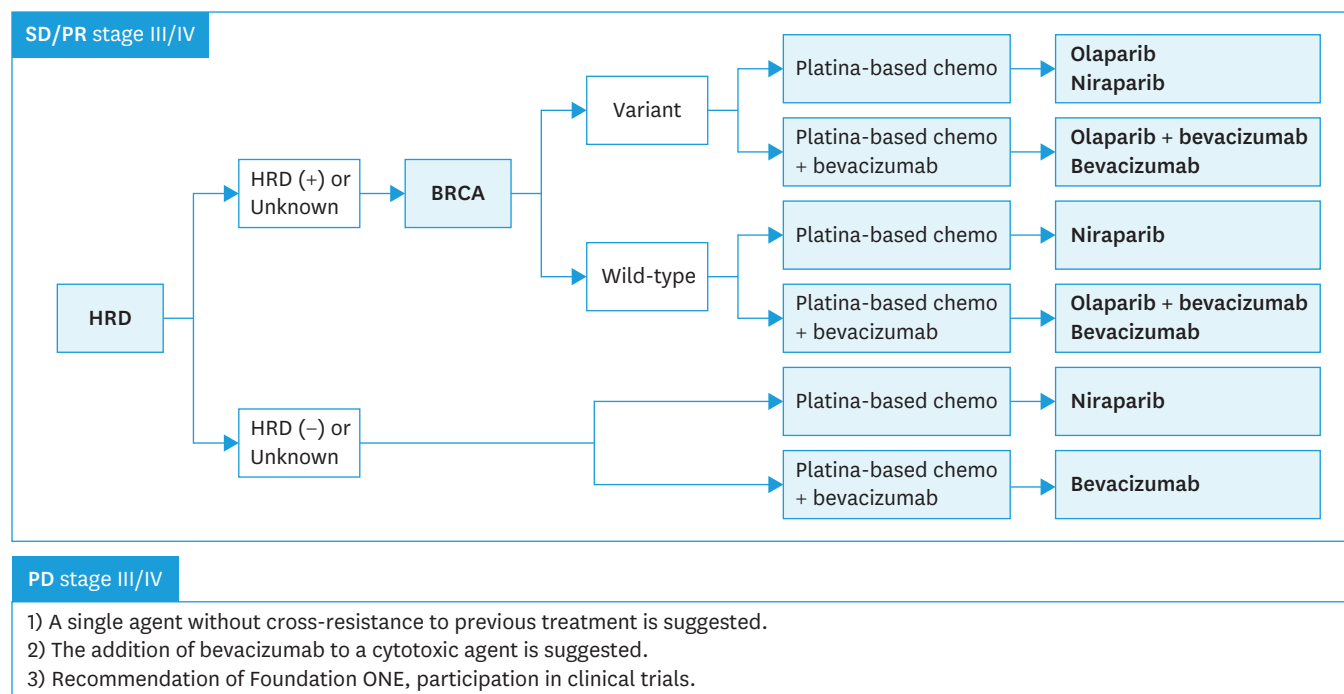 SD/PR stage III/IV
HRD
HRD (+) or
Unknown
BRCA
Variant
Platina-based chemo
Olaparib
Niraparib
Platina-based chemo
+ bevacizumab
Olaparib + bevacizumab
Bevacizumab
Wild-type
Platina-based chemo
Niraparib
Platina-based chemo
+ bevacizumab
Olaparib + bevacizumab
Bevacizumab
HRD (−) or
Unknown
Platina-based chemo
Niraparib
Platina-based chemo
+ bevacizumab
Bevacizumab
PD stage III/IV
1) A single agent without cross-resistance to previous treatment is suggested.
2) The addition of bevacizumab to a cytotoxic agent is suggested.
3) Recommendation of Foundation ONE, participation in clinical trials.